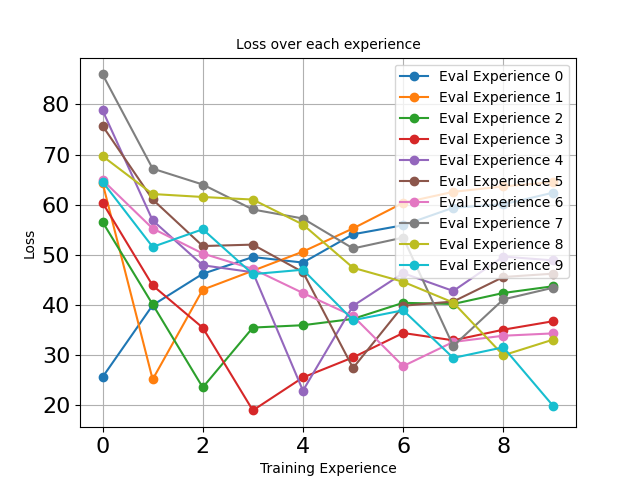 Loss over each experience
Eval Experience 0
Eval Experience 1
Eval Experience 2
Eval Experience 3
Eval Experience 4
Eval Experience 5
Eval Experience 6
Eval Experience 7
Eval Experience 8
Eval Experience 9
80
70
60
50
40
30
20
Loss
0 2 4 6 8
Training Experience